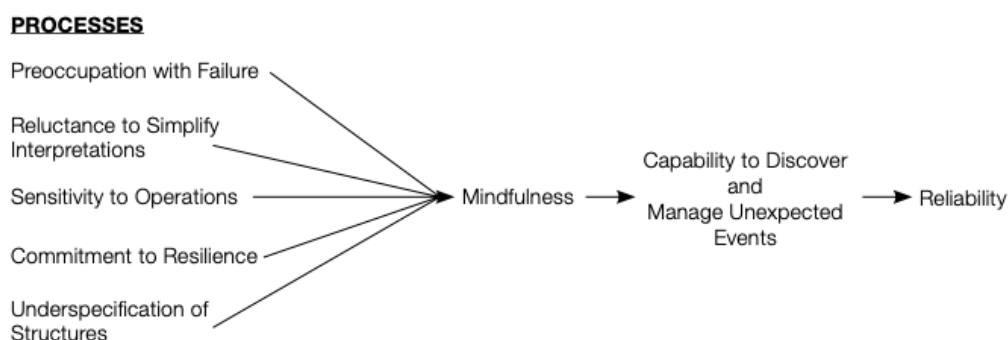 PROCESSES
Preoccupation with Failure
Reluctance to Simplify
Interpretations
Sensitivity to Operations
Commitment to Resilience
Underspecification of
Structures
Mindfulness
Capability to Discover
and
Manage Unexpected
Events
Reliability